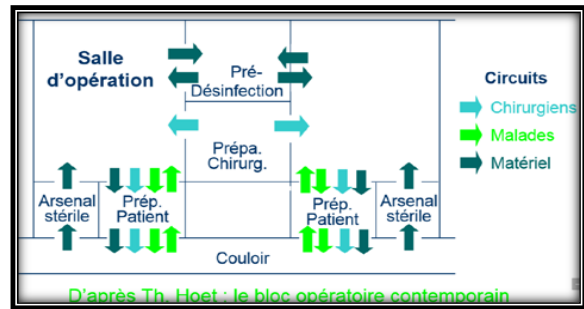 Salle
d'opération
Pré-
Désinfection
Prépa.
Chirurg.
Arsenal
stérile
Prép.
Patient
Prép.
Patient
Arsenal
stérile
Couloir
Circuits
Chirurgiens
Malades
Matériel
D'après Th. Hoet : le bloc opératoire contemporain